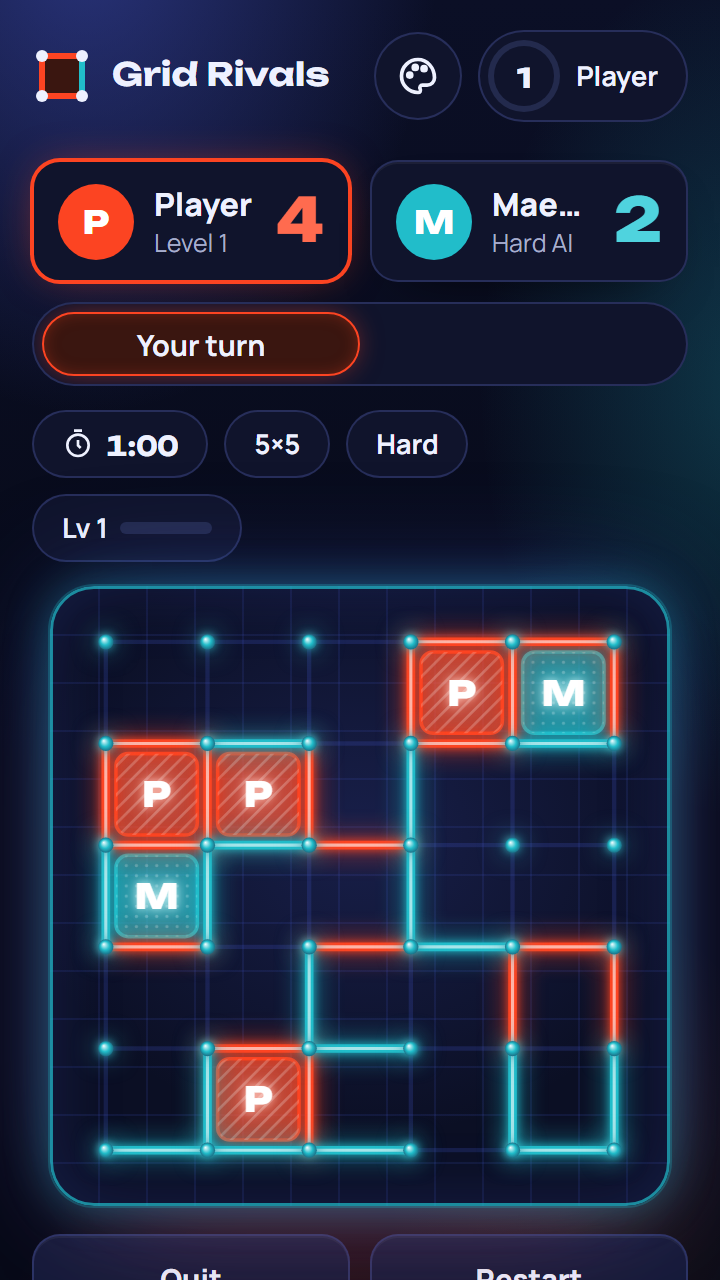 Grid Rivals
1 Player
P Player 4
Level 1
M Mae... 2
Hard AI
Your turn
1:00 5×5 Hard
Lv 1
P M
P P
M
P
Quit Restart